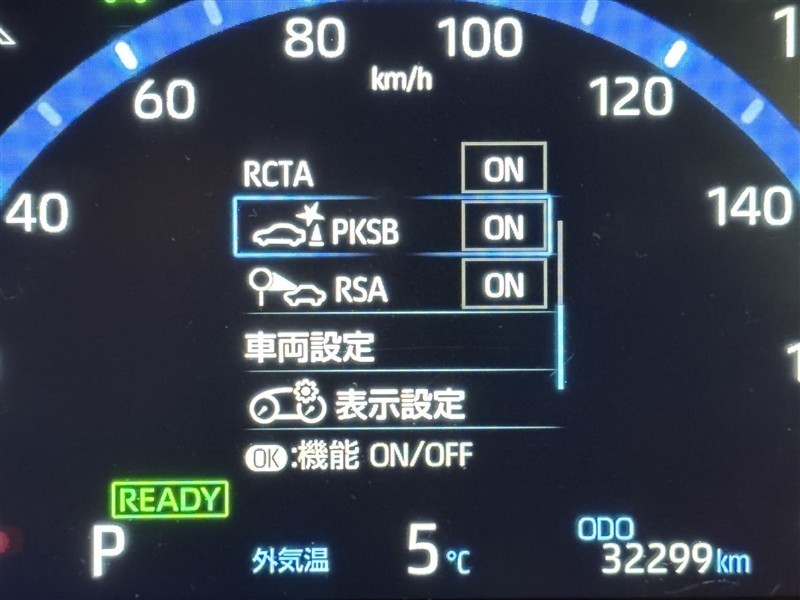 80 100
km/h
60 120
40 140
RCTA ON
PKSB ON
RSA ON
車両設定
表示設定
OK:機能 ON/OFF
READY
P 外気温 5℃ ODO 32299km